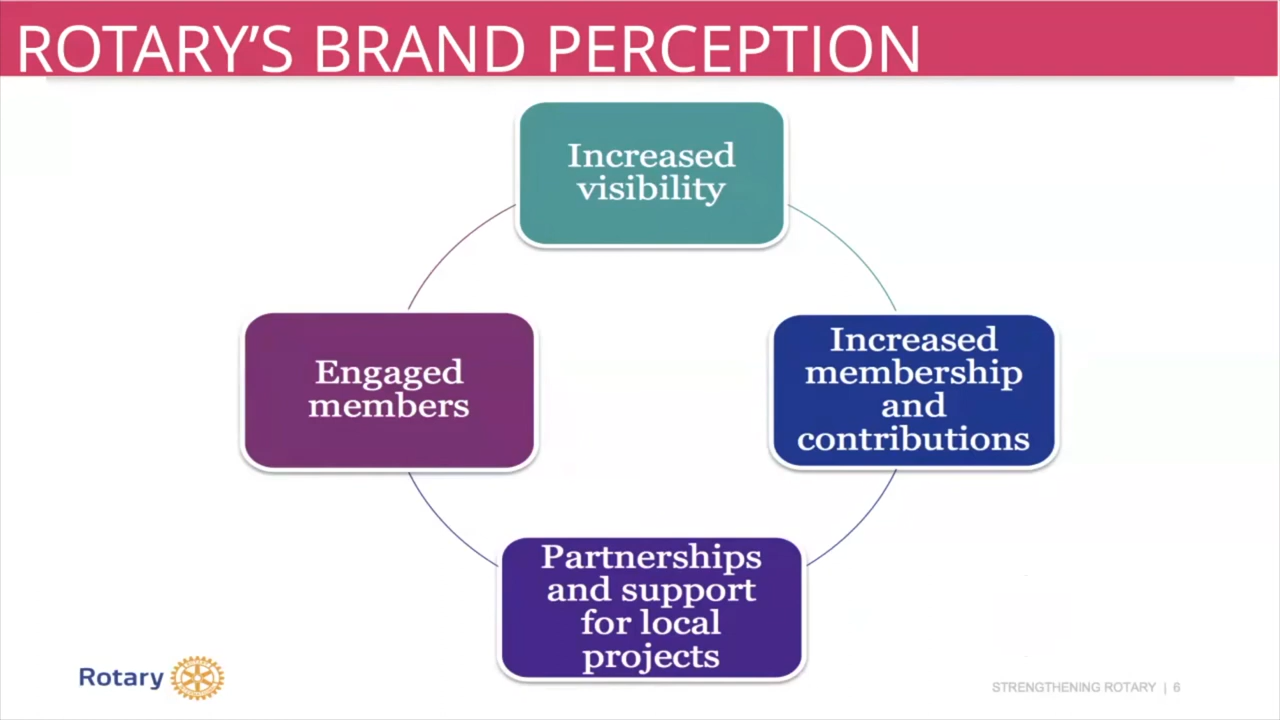 ROTARY'S BRAND PERCEPTION
Increased
visibility
Engaged
members
Increased
membership
and
contributions
Partnerships
and support
for local
projects
Rotary
STRENGTHENING ROTARY | 6